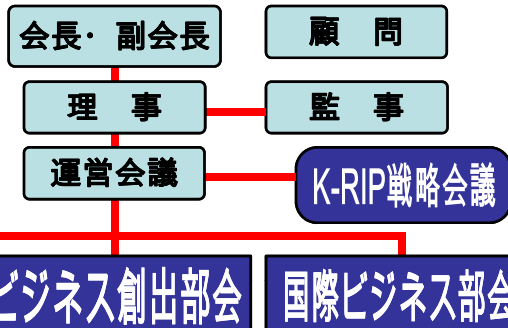 会長・副会長
顧　問
理　事
監　事
運営会議
K-RIP戦略会議
ビジネス創出部会
国際ビジネス部会